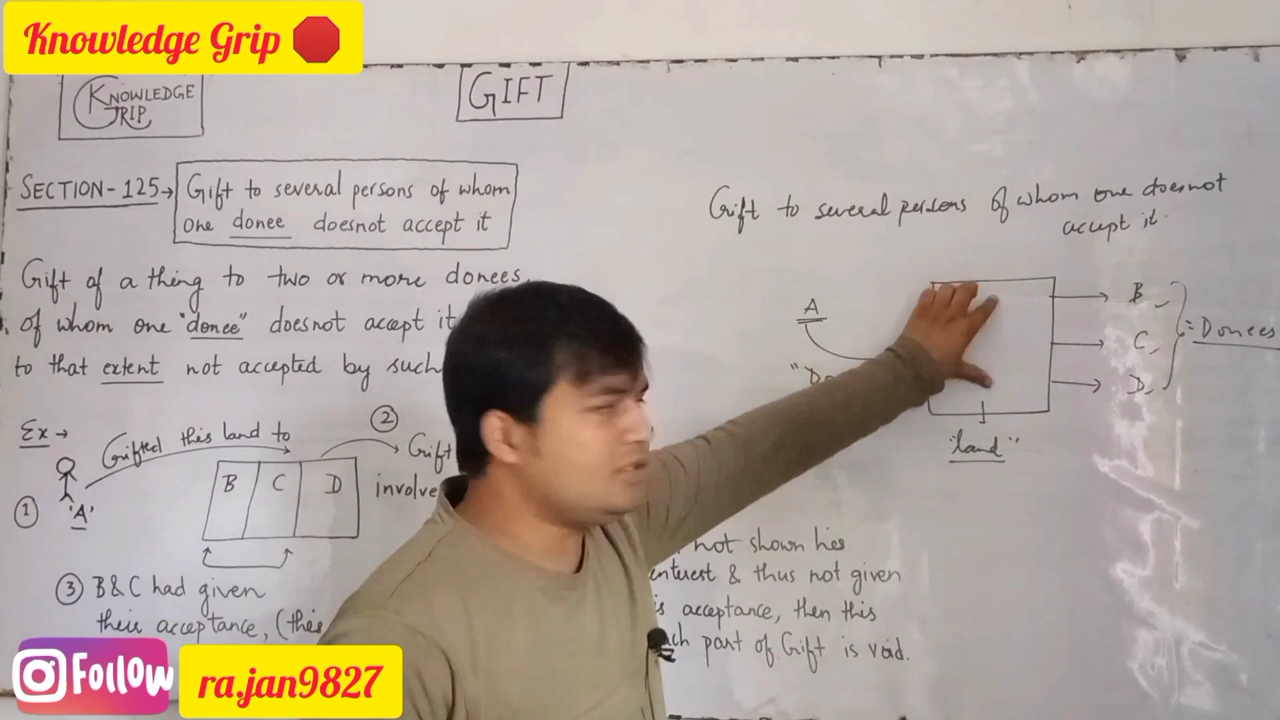 Knowledge Grip
KNOWLEDGE
GRIP
GIFT
SECTION-125→
Gift to several persons of whom
one donee doesnot accept it
Gift of a thing to two or more donees,
of whom one "donee" doesnot accept it
to that extent not accepted by such
Ex →
Gifted this land to
1
'A'
B C D
2
Gift
involve
3 B&C had given
their acceptance, (this
Gift to several persons of whom one doesnot
accept it.
A
B
C
D
= Donees
"land"
not shown his
interest & thus not given
acceptance, then this
part of Gift is void.
Follow
ra.jan9827